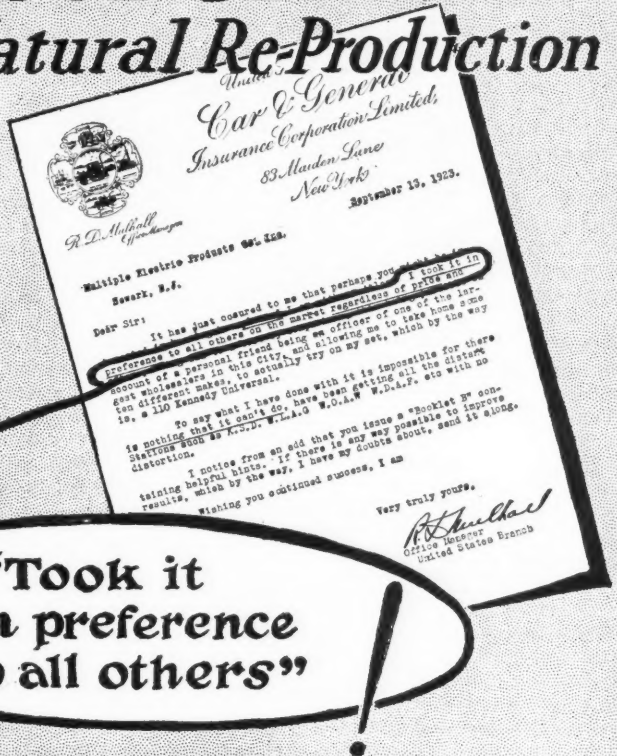 atural Re-Production
United
Car & General
Insurance Corporation Limited,
83 Maiden Lane
New York
September 13, 1923.
R. D. Mulhall
Office Manager
Multiple Electric Products Co., Inc.
Newark, N.J.
Dear Sir:
It has just occured to me that perhaps you might
I took it in
preference to all others on the market regardless of price and
account of a personal friend being an officer of one of the lar-
gest wholesalers in this City, and allowing me to take home some
ten different makes, to actually try on my set, which by the way
is, a 110 Kennedy Universal.
To say what I have done with it is impossible for there
is nothing that it can't do, have been getting all the distant
Stations such as K.S.D. W.L.A.G W.O.A.W W.D.A.F. etc with no
distortion.
I notice from an add that you issue a "Booklet B" con-
taining helpful hints. If there is any way possible to improve
results, which by the way, I have my doubts about, send it along.
Wishing you continued success, I am
Very truly yours,
R D Mulhall
Office Manager
United States Branch
Took it
preference
all others"